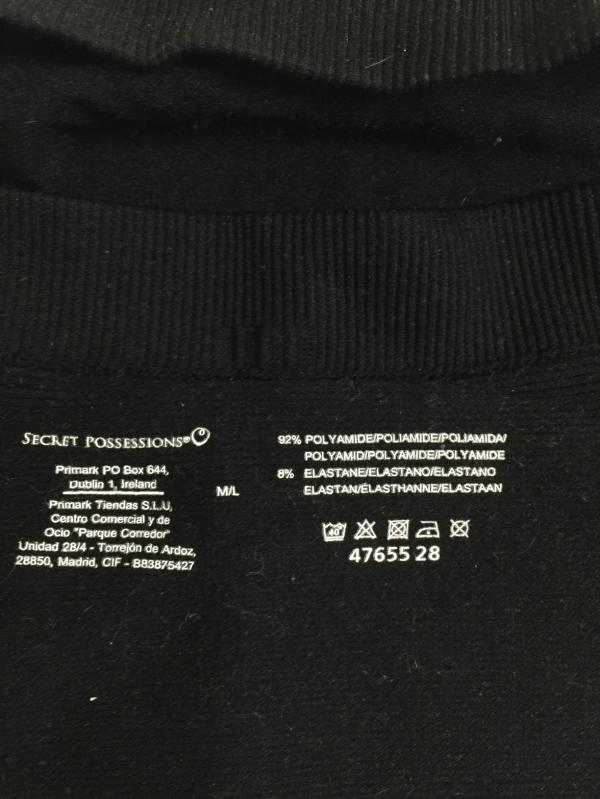 SECRET POSSESSIONS®
Primark PO Box 644,
Dublin 1, Ireland
Primark Tiendas S.L.U,
Centro Comercial y de
Ocio "Parque Corredor"
Unidad 28/4 - Torrejón de Ardoz,
28850, Madrid, CIF - B83875427
M/L
92% POLYAMIDE/POLIAMIDE/POLIAMIDA/
POLYAMID/POLYAMIDE/POLYAMIDE
8% ELASTANE/ELASTANO/ELASTANO
ELASTAN/ÉLASTHANNE/ELASTAAN
40
47655 28